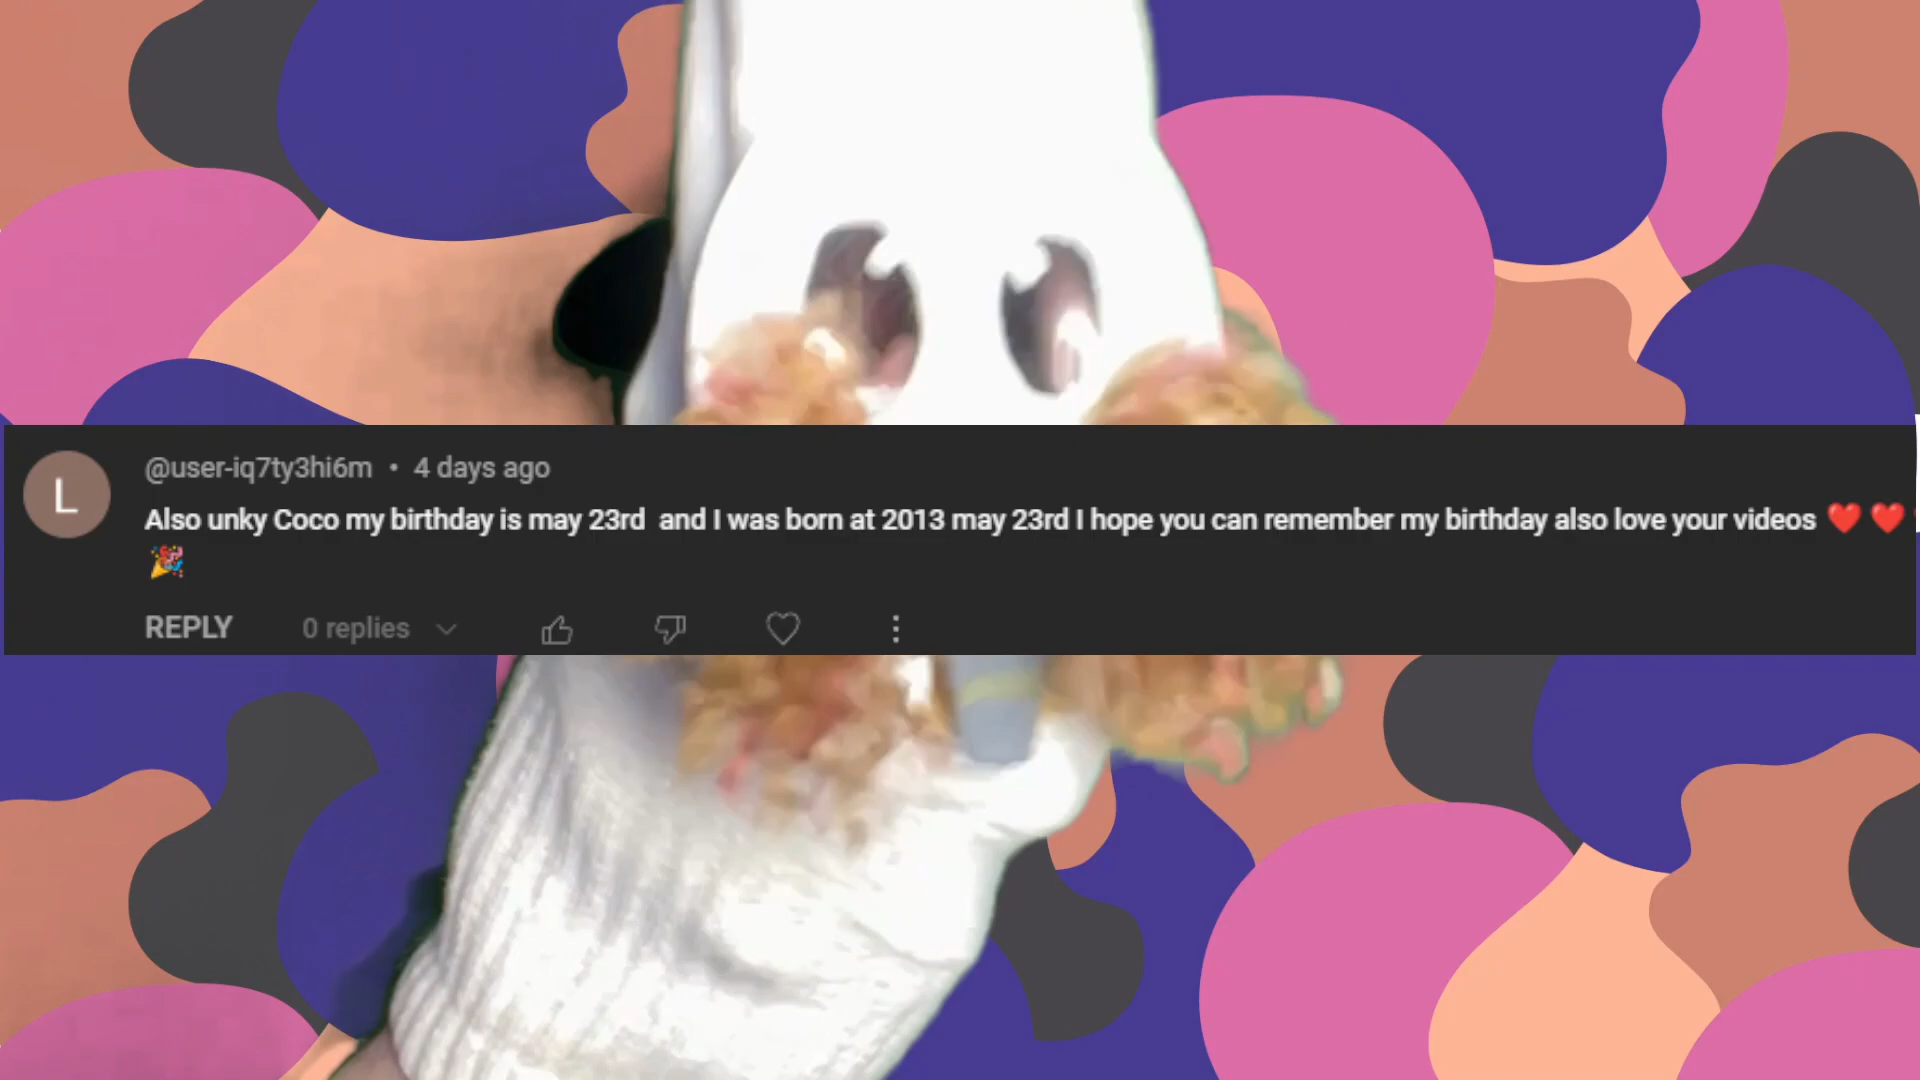 L
@user-iq7ty3hi6m • 4 days ago
Also unky Coco my birthday is may 23rd  and I was born at 2013 may 23rd I hope you can remember my birthday also love your videos ❤️❤️
🎉
REPLY 0 replies